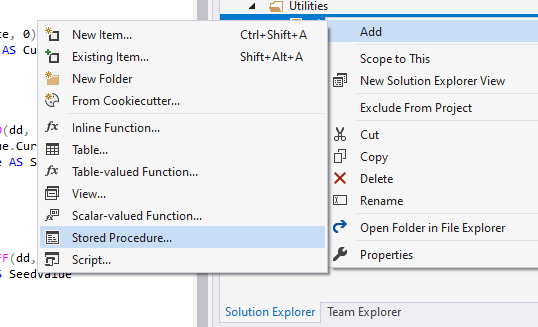 Utilities
e, 0)
AS Cu
(dd,
ue.Cur
e AS S
FF(dd,
S Seedvalue
New Item... Ctrl+Shift+A
Existing Item... Shift+Alt+A
New Folder
From Cookiecutter...
Inline Function...
Table...
Table-valued Function...
View...
Scalar-valued Function...
Stored Procedure...
Script...
Add
Scope to This
New Solution Explorer View
Exclude From Project
Cut
Copy
Delete
Rename
Open Folder in File Explorer
Properties
Solution Explorer Team Explorer